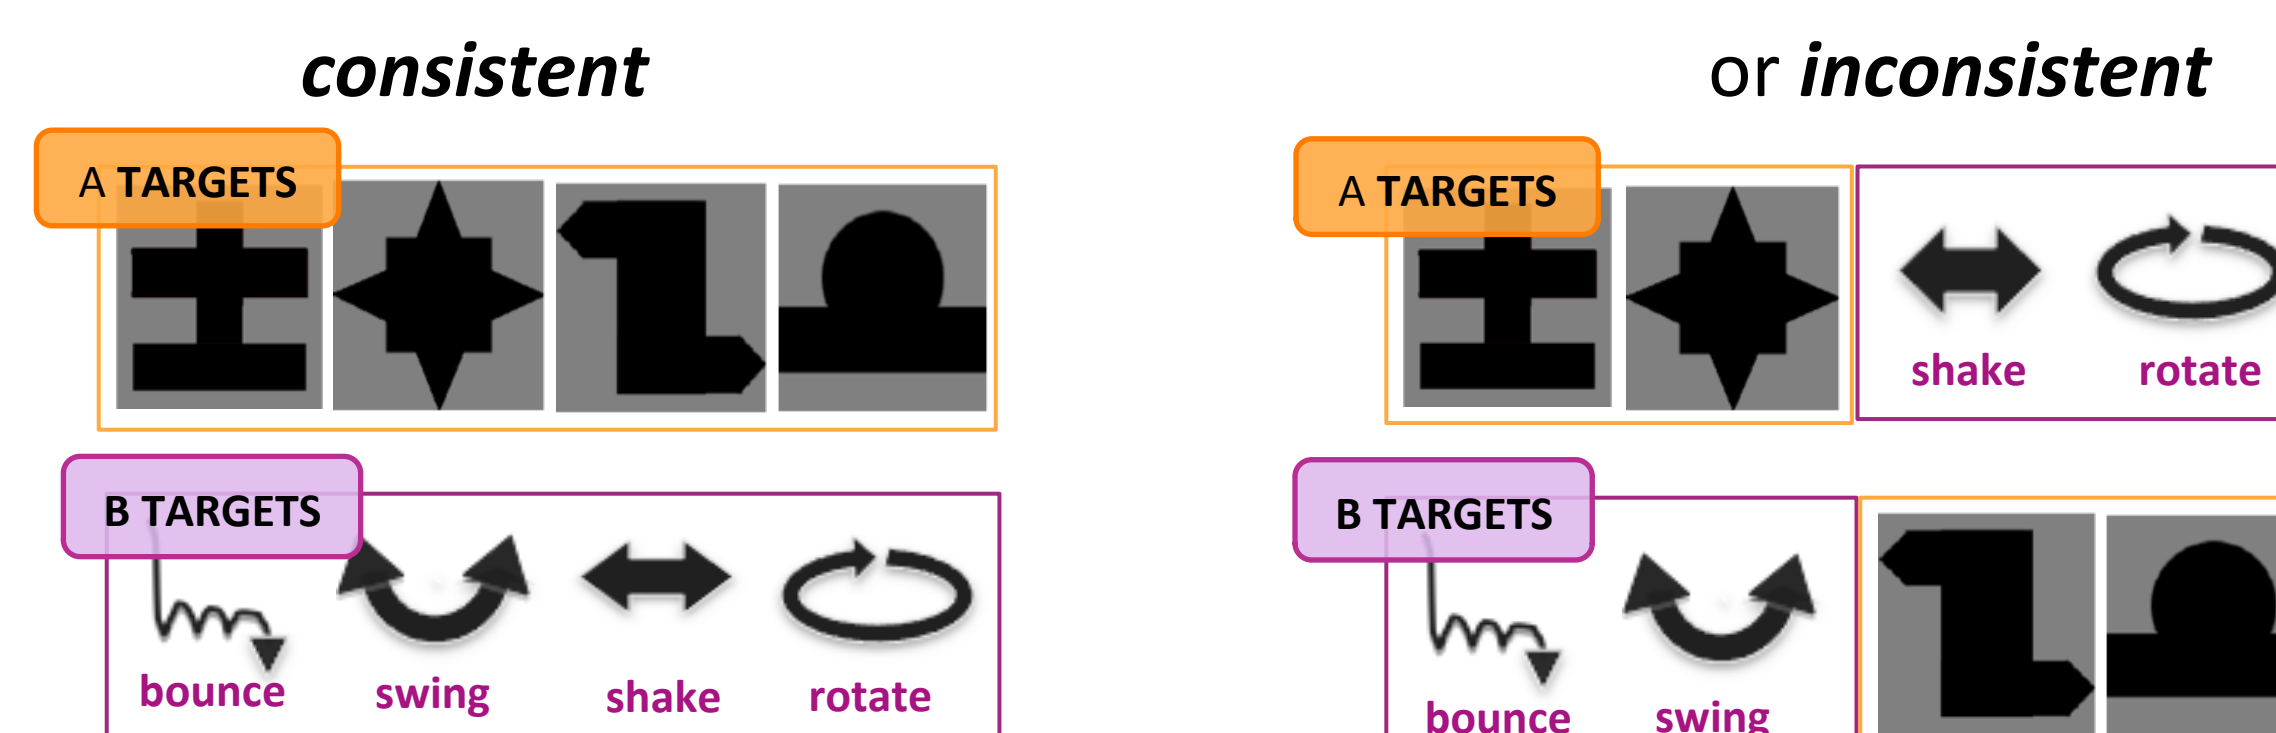 consistent
or inconsistent
A TARGETS
A TARGETS
shake rotate
B TARGETS
bounce swing shake rotate
B TARGETS
bounce swing